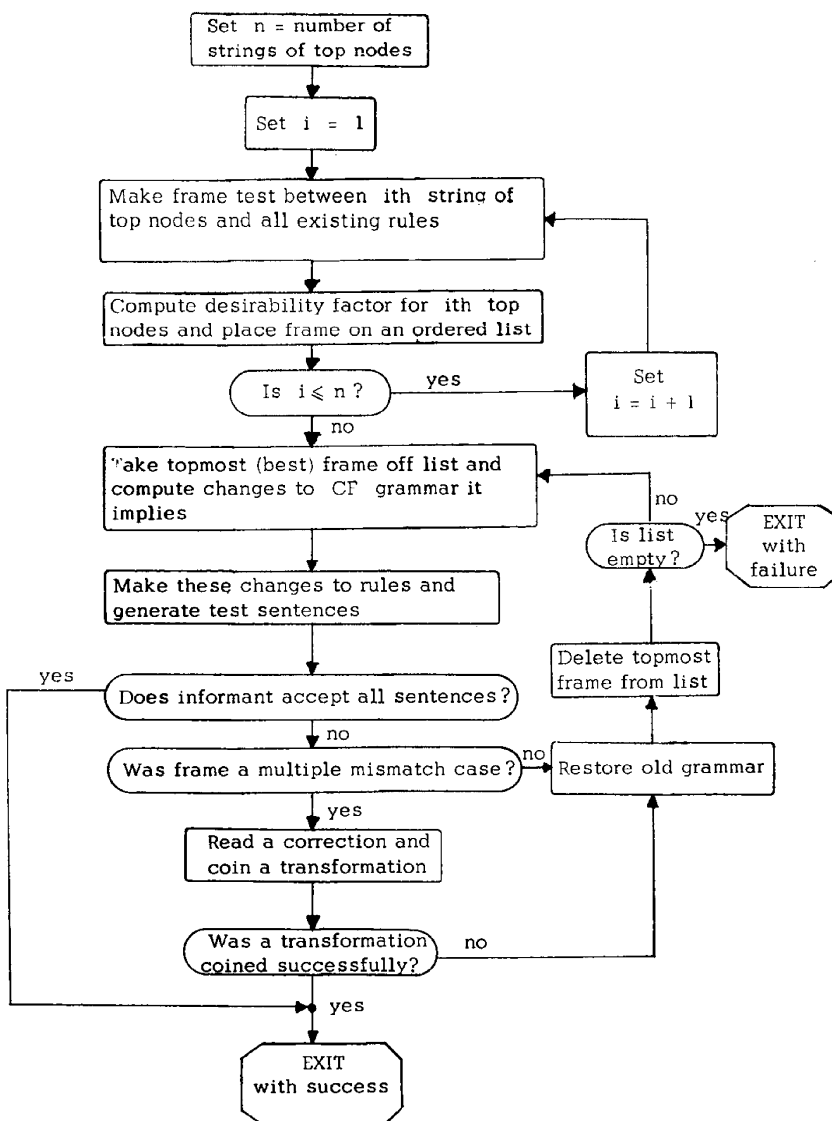 Set n = number of
strings of top nodes
Set i = 1
Make frame test between ith string of
top nodes and all existing rules
Compute desirability factor for ith top
nodes and place frame on an ordered list
Is i ⩽ n ?
yes
Set
i = i + 1
no
Take topmost (best) frame off list and
compute changes to CF grammar it
implies
no
Is list
empty?
yes
EXIT
with
failure
Make these changes to rules and
generate test sentences
Delete topmost
frame from list
yes
Does informant accept all sentences?
no
Was frame a multiple mismatch case?
no
Restore old grammar
yes
Read a correction and
coin a transformation
Was a transformation
coined successfully?
no
yes
EXIT
with success